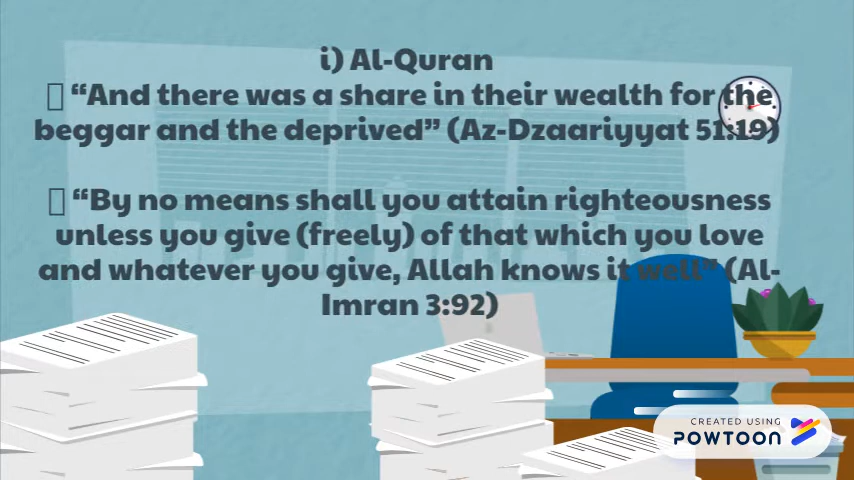 i) Al-Quran
“And there was a share in their wealth for the
beggar and the deprived” (Az-Dzaariyyat 51:19)
“By no means shall you attain righteousness
unless you give (freely) of that which you love
and whatever you give, Allah knows it well” (Al-
Imran 3:92)
CREATED USING
POWTOON